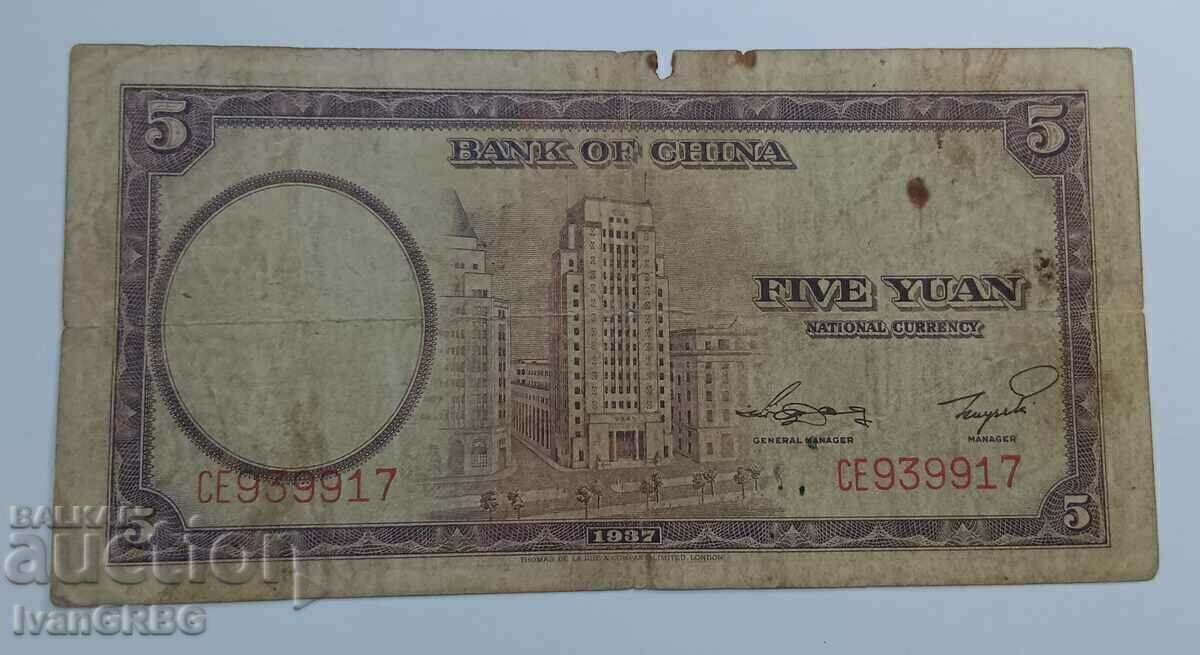 5 5
BANK OF CHINA
FIVE YUAN
NATIONAL CURRENCY
GENERAL MANAGER MANAGER
CE939917 CE939917
5 5
1937
THOMAS DE LA RUE & COMPANY, LIMITED, LONDON
БАЛКАН
auction
IvanGRBG